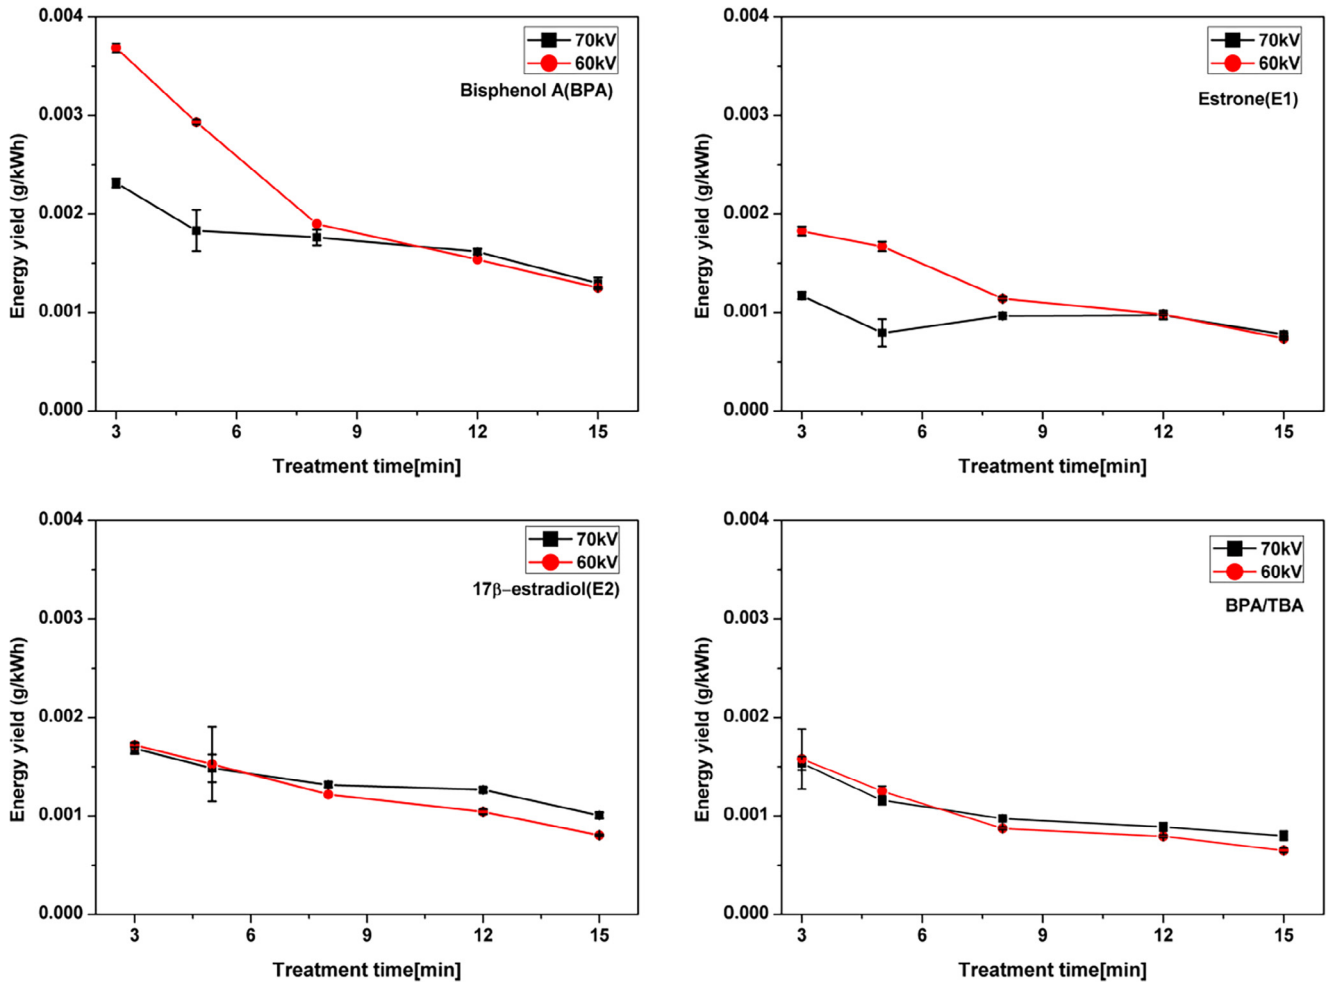 0.004
0.003
0.002
0.001
0.000
Energy yield (g/kWh)
70kV
60kV
Bisphenol A(BPA)
3 6 9 12 15
Treatment time[min]
0.004
0.003
0.002
0.001
0.000
Energy yield (g/kWh)
70kV
60kV
Estrone(E1)
3 6 9 12 15
Treatment time[min]
0.004
0.003
0.002
0.001
0.000
Energy yield (g/kWh)
70kV
60kV
17β−estradiol(E2)
3 6 9 12 15
Treatment time[min]
0.004
0.003
0.002
0.001
0.000
Energy yield (g/kWh)
70kV
60kV
BPA/TBA
3 6 9 12 15
Treatment time[min]